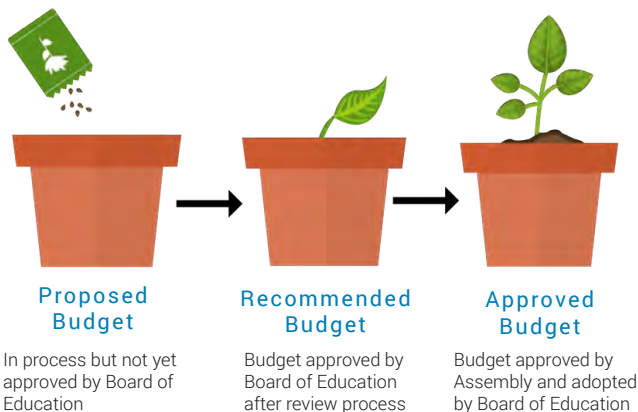 Proposed
Budget
In process but not yet
approved by Board of
Education
Recommended
Budget
Budget approved by
Board of Education
after review process
Approved
Budget
Budget approved by
Assembly and adopted
by Board of Education